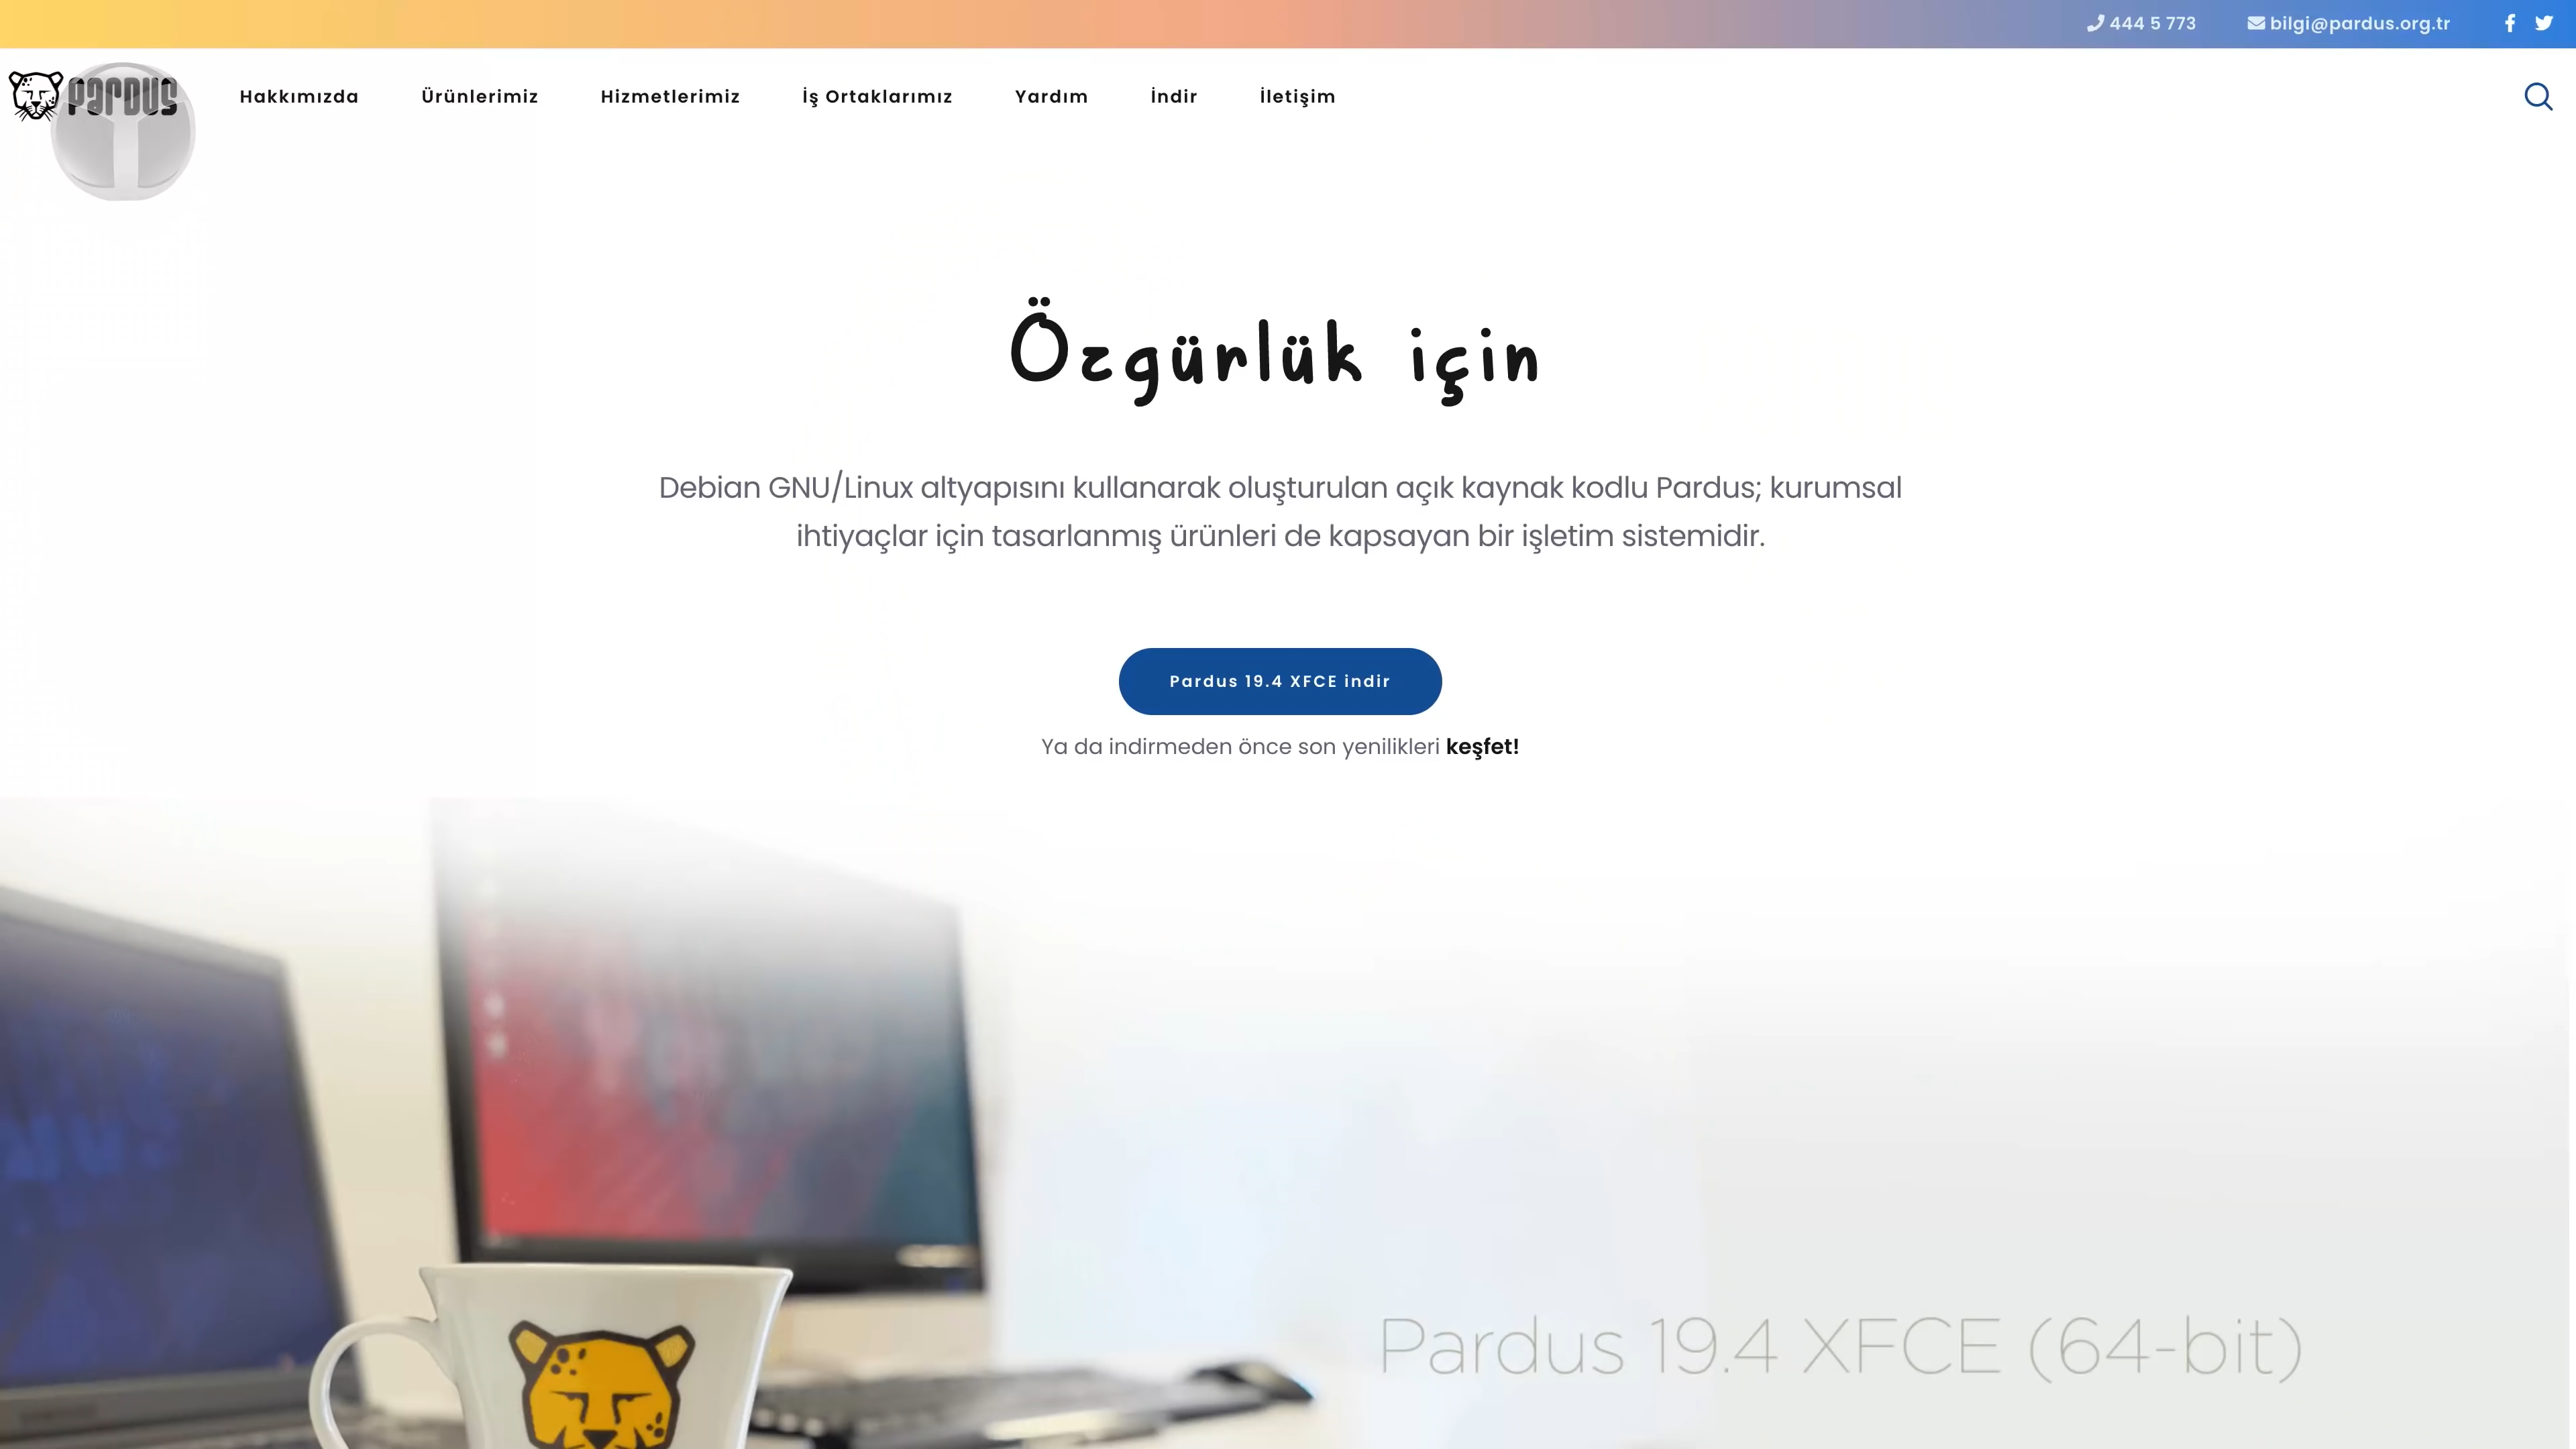 444 5 773
bilgi@pardus.org.tr
PARDUS
Hakkımızda
Ürünlerimiz
Hizmetlerimiz
İş Ortaklarımız
Yardım
İndir
İletişim
Özgürlük için
Debian GNU/Linux altyapısını kullanarak oluşturulan açık kaynak kodlu Pardus; kurumsal
ihtiyaçlar için tasarlanmış ürünleri de kapsayan bir işletim sistemidir.
Pardus 19.4 XFCE indir
Ya da indirmeden önce son yenilikleri keşfet!
Pardus 19.4 XFCE (64-bit)